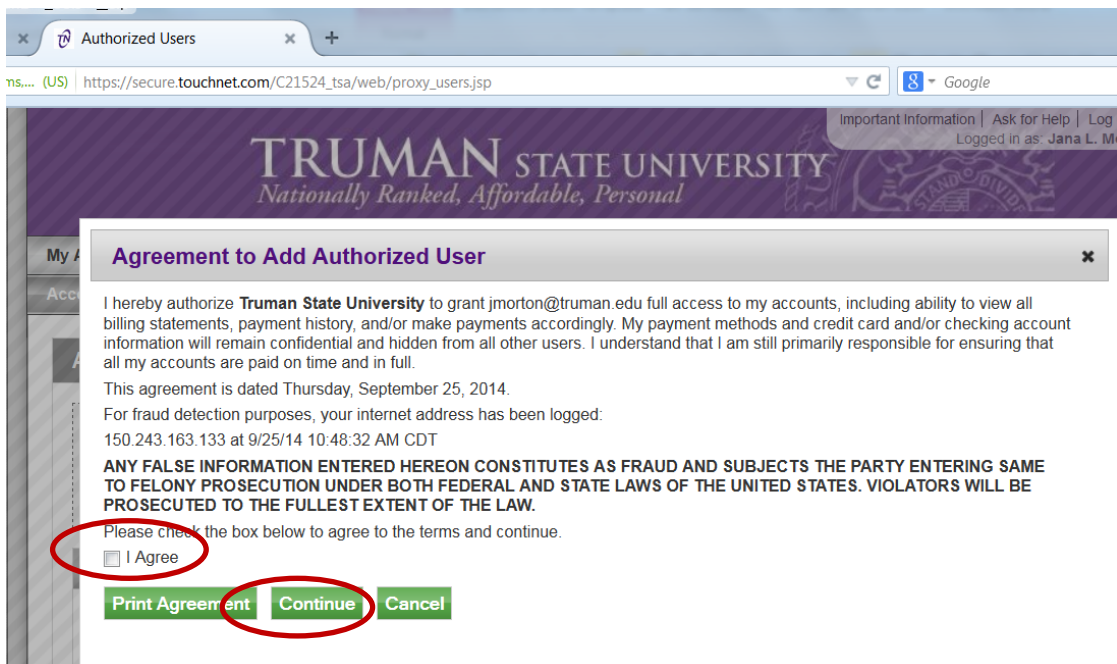 Authorized Users
(US) https://secure.touchnet.com/C21524_tsa/web/proxy_users.jsp
Google
Important Information | Ask for Help | Log
Logged in as: Jana L.
TRUMAN STATE UNIVERSITY
Nationally Ranked, Affordable, Personal
My
Agreement to Add Authorized User
I hereby authorize Truman State University to grant jmorton@truman.edu full access to my accounts, including ability to view all
billing statements, payment history, and/or make payments accordingly. My payment methods and credit card and/or checking account
information will remain confidential and hidden from all other users. I understand that I am still primarily responsible for ensuring that
all my accounts are paid on time and in full.
This agreement is dated Thursday, September 25, 2014.
For fraud detection purposes, your internet address has been logged:
150.243.163.133 at 9/25/14 10:48:32 AM CDT
ANY FALSE INFORMATION ENTERED HEREON CONSTITUTES AS FRAUD AND SUBJECTS THE PARTY ENTERING SAME
TO FELONY PROSECUTION UNDER BOTH FEDERAL AND STATE LAWS OF THE UNITED STATES. VIOLATORS WILL BE
PROSECUTED TO THE FULLEST EXTENT OF THE LAW.
Please check the box below to agree to the terms and continue.
I Agree
Print Agreement Continue Cancel